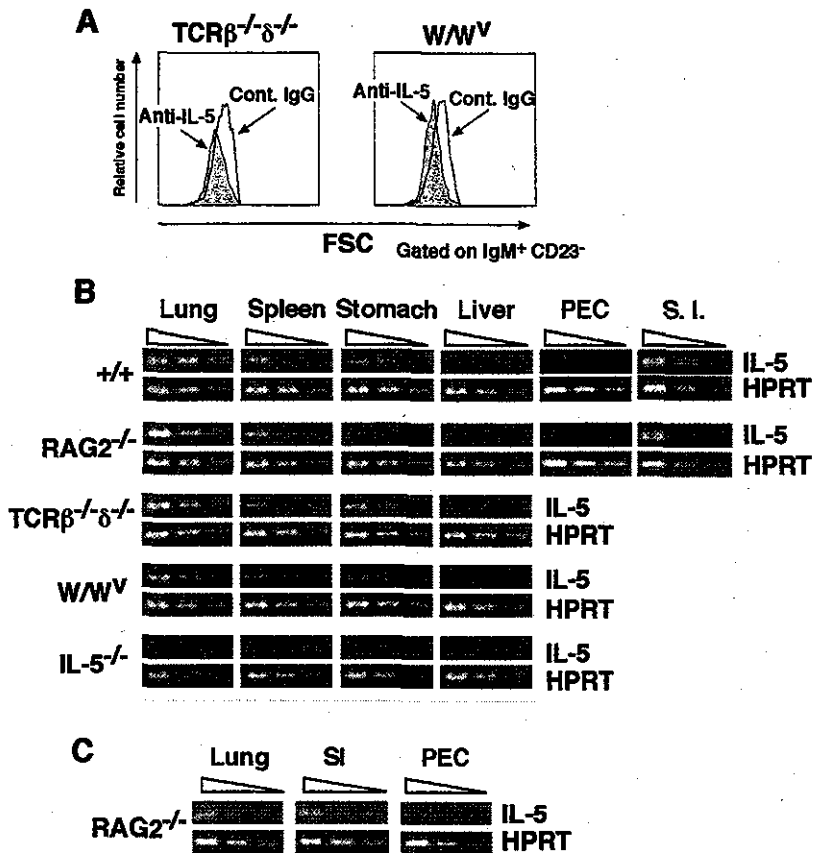 A
TCRβ-/-δ-/- W/WV
Relative cell number
Anti-IL-5 Cont. IgG
Anti-IL-5 Cont. IgG
FSC Gated on IgM+ CD23-
B
Lung Spleen Stomach Liver PEC S. I.
+/+ IL-5
HPRT
RAG2-/- IL-5
HPRT
TCRβ-/-δ-/- IL-5
HPRT
W/WV IL-5
HPRT
IL-5-/- IL-5
HPRT
C
Lung SI PEC
RAG2-/- IL-5
HPRT